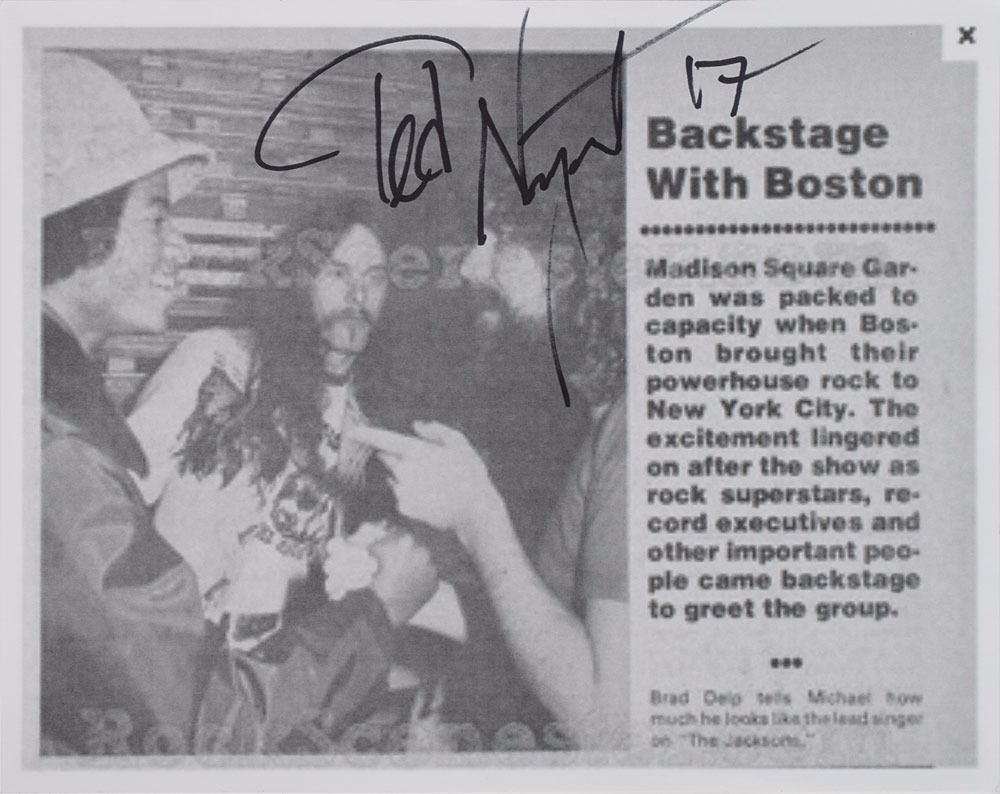 Ted Nugent 17
x
Backstage
With Boston
Madison Square Gar-
den was packed to
capacity when Bos-
ton brought their
powerhouse rock to
New York City. The
excitement lingered
on after the show as
rock superstars, re-
cord executives and
other important peo-
ple came backstage
to greet the group.
Brad Delp tells Michael how
much he looks like the lead singer
on "The Jacksons."